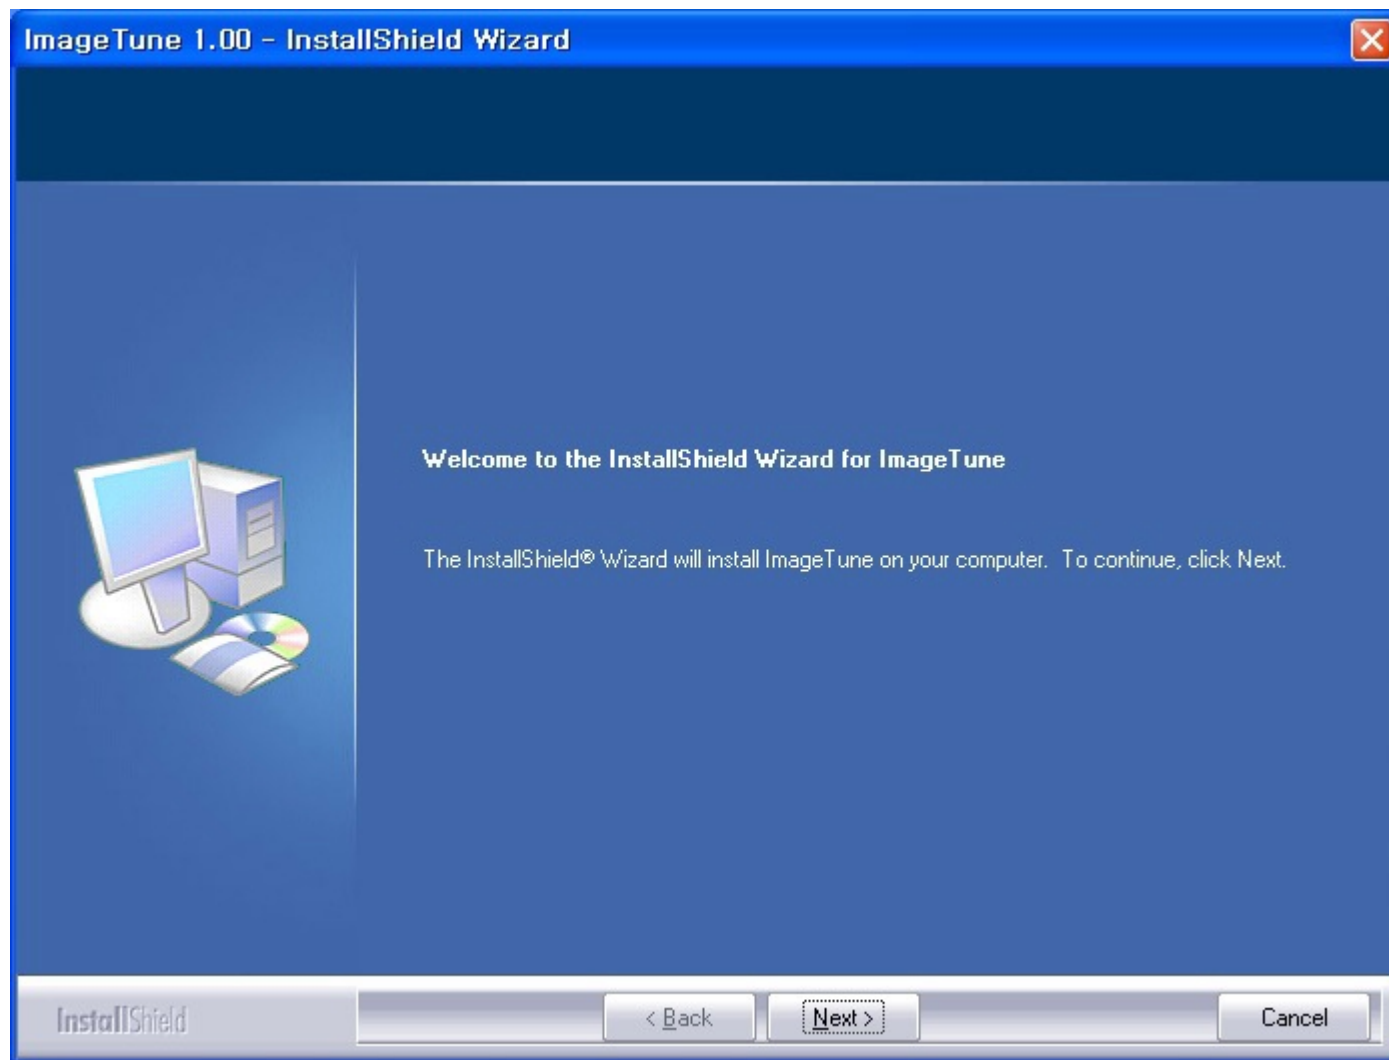 ImageTune 1.00 - InstallShield Wizard
Welcome to the InstallShield Wizard for ImageTune
The InstallShield® Wizard will install ImageTune on your computer.  To continue, click Next.
InstallShield
< Back
Next >
Cancel